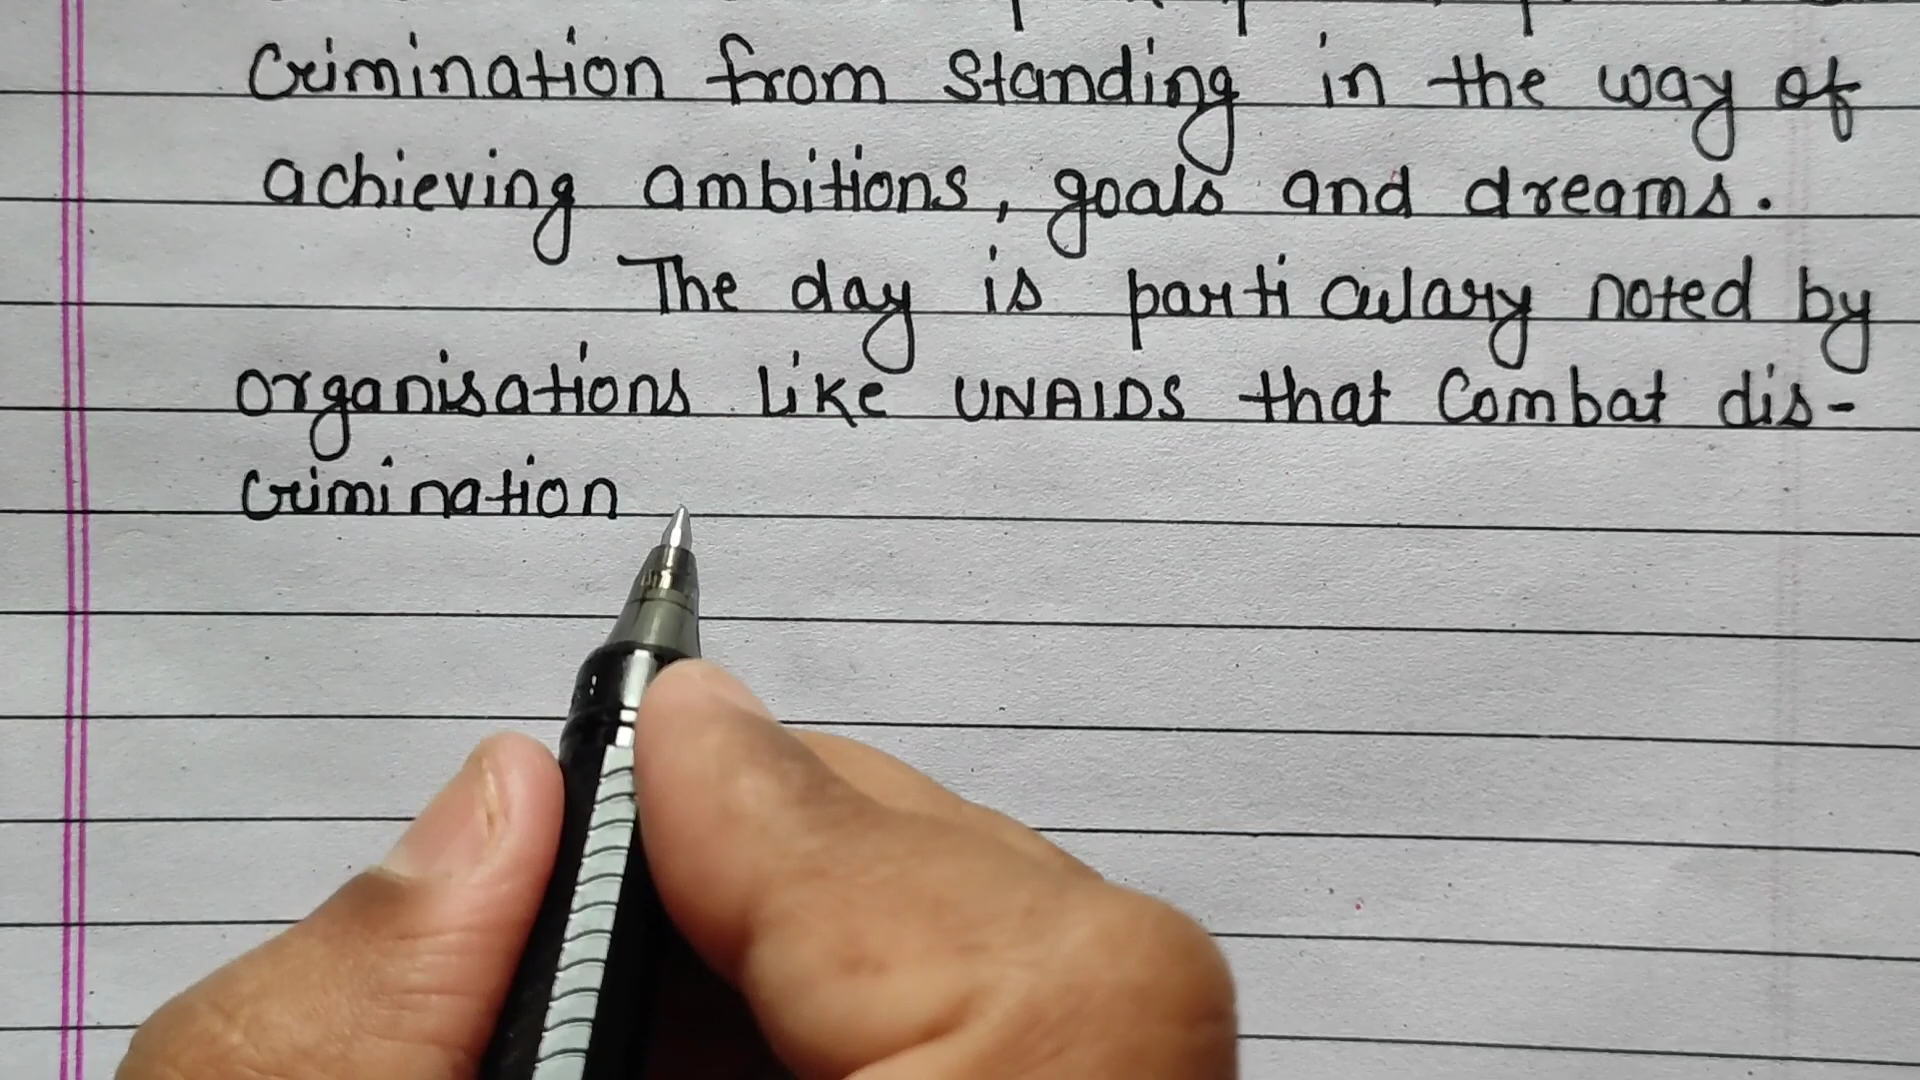 crimination from standing in the way of
achieving ambitions, goals and dreams.
The day is particulary noted by
organisations like UNAIDS that combat dis-
crimination